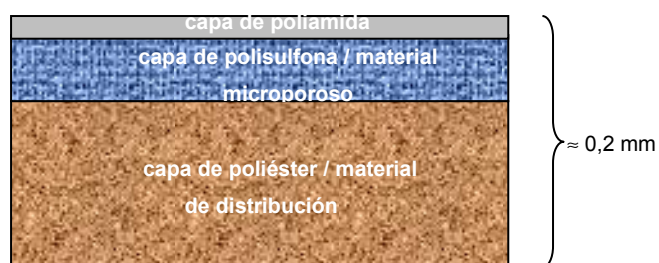 capa de poliamida
capa de polisulfona / material
microporoso
capa de poliéster / material
de distribución
≈ 0,2 mm